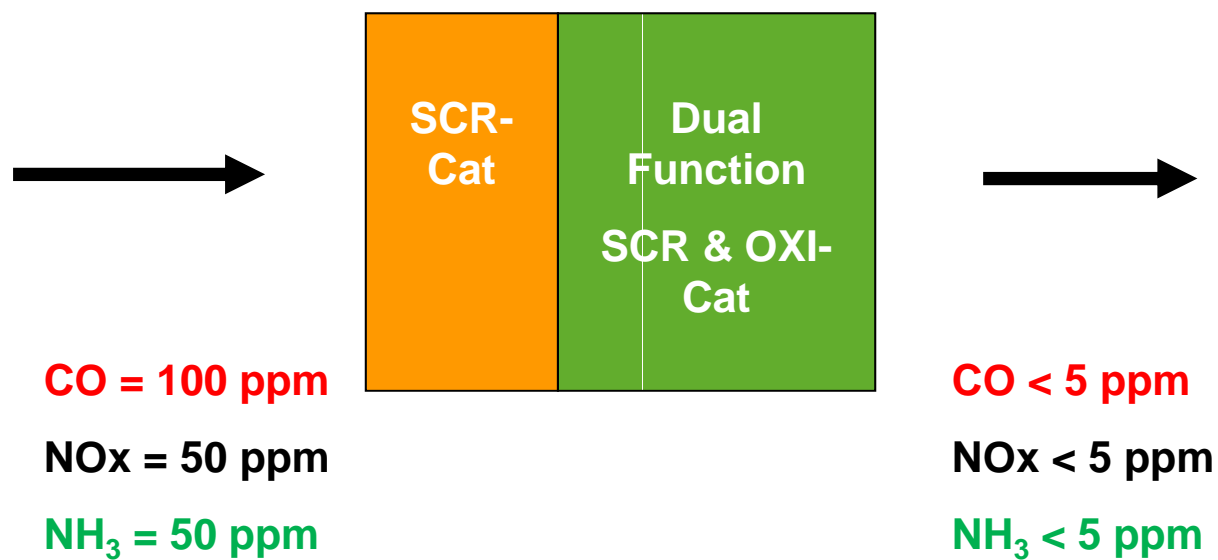 SCR-
Cat
Dual
Function
SCR & OXI-
Cat
CO = 100 ppm
NOx = 50 ppm
NH₃ = 50 ppm
CO < 5 ppm
NOx < 5 ppm
NH₃ < 5 ppm